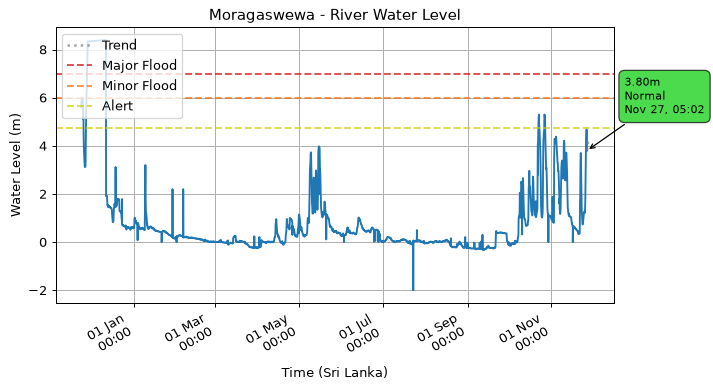 Moragaswewa - River Water Level
Trend
Major Flood
Minor Flood
Alert
3.80m
Normal
Nov 27, 05:02
Water Level (m)
8
6
4
2
0
−2
01 Jan
00:00
01 Mar
00:00
01 May
00:00
01 Jul
00:00
01 Sep
00:00
01 Nov
00:00
Time (Sri Lanka)